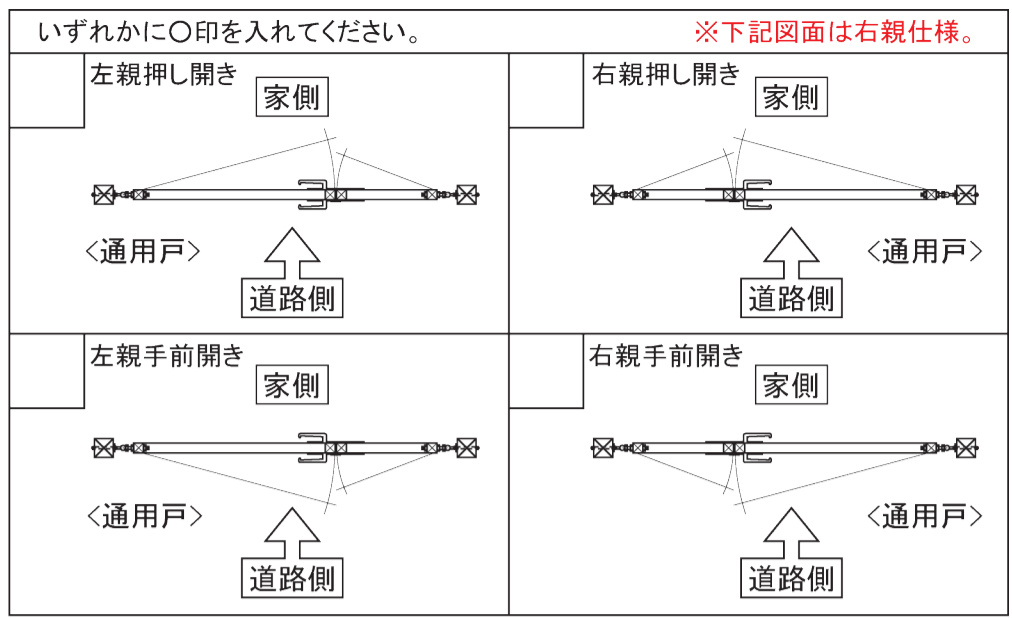 いずれかに〇印を入れてください。
※下記図面は右親仕様。
左親押し開き
家側
<通用戸>
道路側
右親押し開き
家側
<通用戸>
道路側
左親手前開き
家側
<通用戸>
道路側
右親手前開き
家側
<通用戸>
道路側